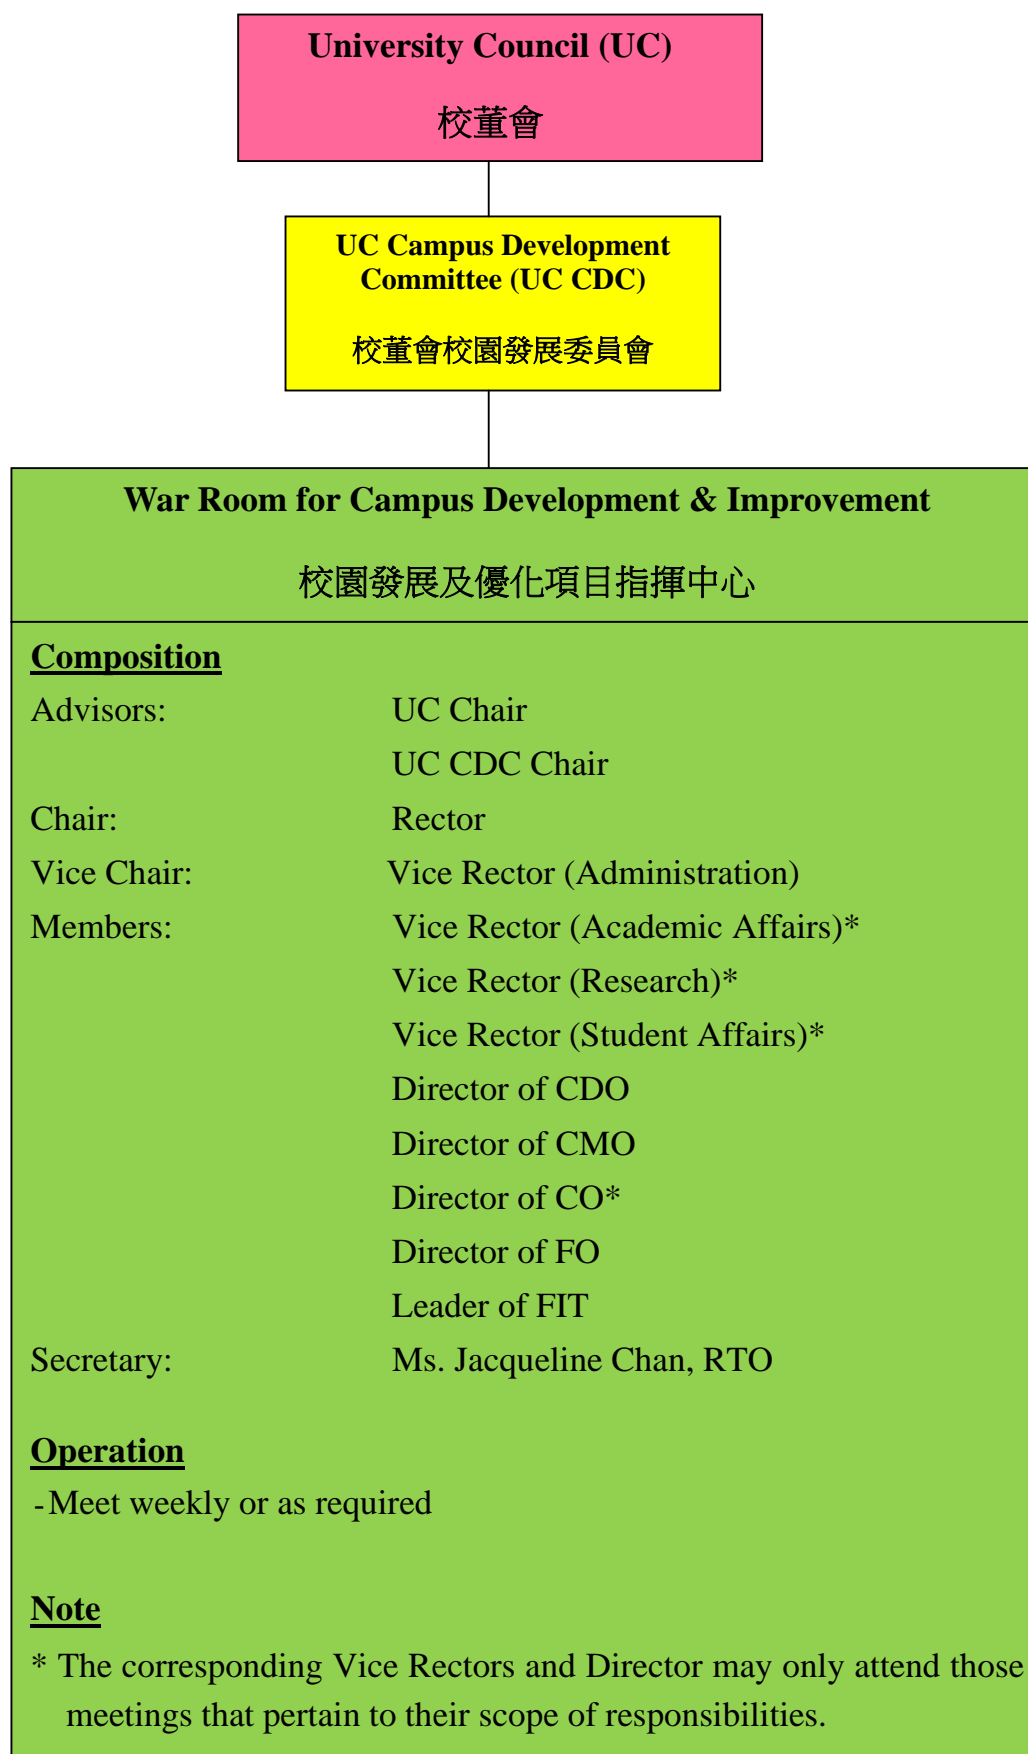 University Council (UC)
校董會
UC Campus Development
Committee (UC CDC)
校董會校園發展委員會
War Room for Campus Development & Improvement
校園發展及優化項目指揮中心
Composition
Advisors: UC Chair
UC CDC Chair
Chair: Rector
Vice Chair: Vice Rector (Administration)
Members: Vice Rector (Academic Affairs)*
Vice Rector (Research)*
Vice Rector (Student Affairs)*
Director of CDO
Director of CMO
Director of CO*
Director of FO
Leader of FIT
Secretary: Ms. Jacqueline Chan, RTO
Operation
- Meet weekly or as required
Note
* The corresponding Vice Rectors and Director may only attend those
meetings that pertain to their scope of responsibilities.